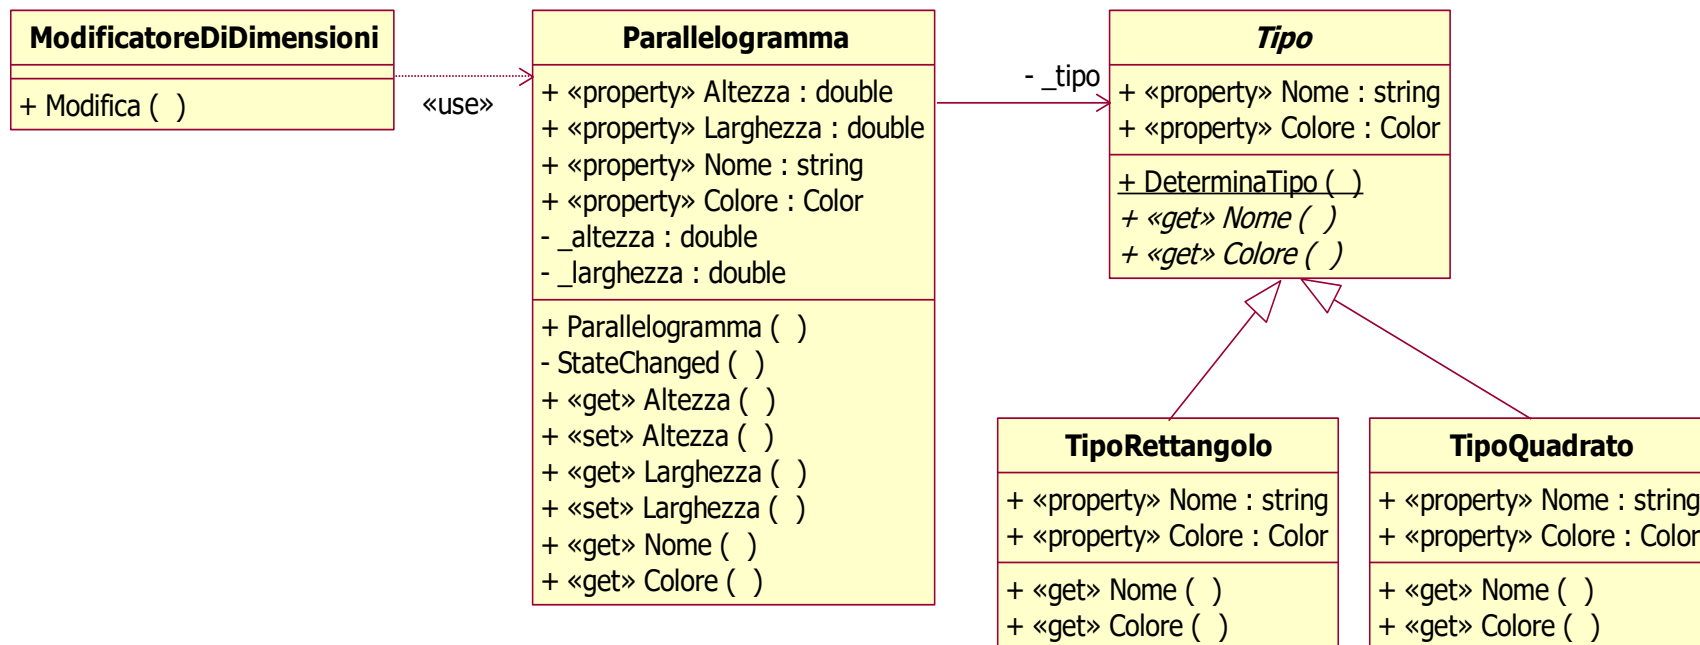 ModificatoreDiDimensioni
+ Modifica ( )
«use»
Parallelogramma
+ «property» Altezza : double
+ «property» Larghezza : double
+ «property» Nome : string
+ «property» Colore : Color
- _altezza : double
- _larghezza : double
+ Parallelogramma ( )
- StateChanged ( )
+ «get» Altezza ( )
+ «set» Altezza ( )
+ «get» Larghezza ( )
+ «set» Larghezza ( )
+ «get» Nome ( )
+ «get» Colore ( )
- _tipo
Tipo
+ «property» Nome : string
+ «property» Colore : Color
+ DeterminaTipo ( )
+ «get» Nome ( )
+ «get» Colore ( )
TipoRettangolo
+ «property» Nome : string
+ «property» Colore : Color
+ «get» Nome ( )
+ «get» Colore ( )
TipoQuadrato
+ «property» Nome : string
+ «property» Colore : Color
+ «get» Nome ( )
+ «get» Colore ( )